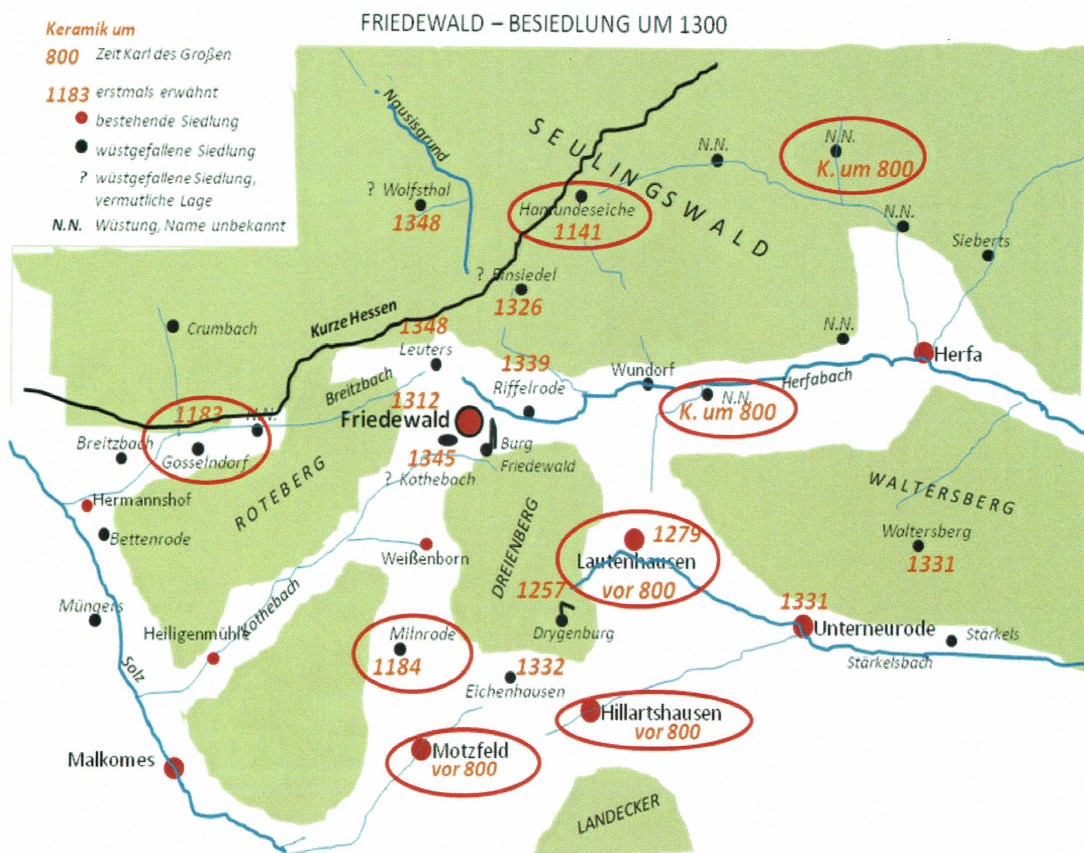 FRIEDEWALD – BESIEDLUNG UM 1300
Keramik um
800 Zeit Karl des Großen
1183 erstmals erwähnt
bestehende Siedlung
wüstgefallene Siedlung
? wüstgefallene Siedlung,
vermutliche Lage
N.N. Wüstung, Name unbekannt
Nausisgrund
SEULINGSWALD
N.N.
N.N.
K. um 800
? Wolfsthal
1348
Hamundeseiche
1141
N.N.
Sieberts
? Einsiedel
1326
Kurze Hessen
Crumbach
1348
Leuters
N.N.
Herfa
1339
Riffelrode
Wundorf
Herfabach
Breitzbach
1312
N.N.
K. um 800
1183
N.N.
Friedewald
Breitzbach
Gosselndorf
1345
Burg
Friedewald
? Kothebach
ROTEBERG
WALTERSBERG
Hermannshof
Bettenrode
DREIENBERG
Weißenborn
1279
Lautenhausen
vor 800
Waltersberg
1331
1257
Müngers
Kothebach
Heiligenmühle
Milnrode
1184
Drygenburg
1331
Unterneurode
Stärkels
Stärkelsbach
Solz
1332
Eichenhausen
Hillartshausen
vor 800
Malkomes
Motzfeld
vor 800
LANDECKER